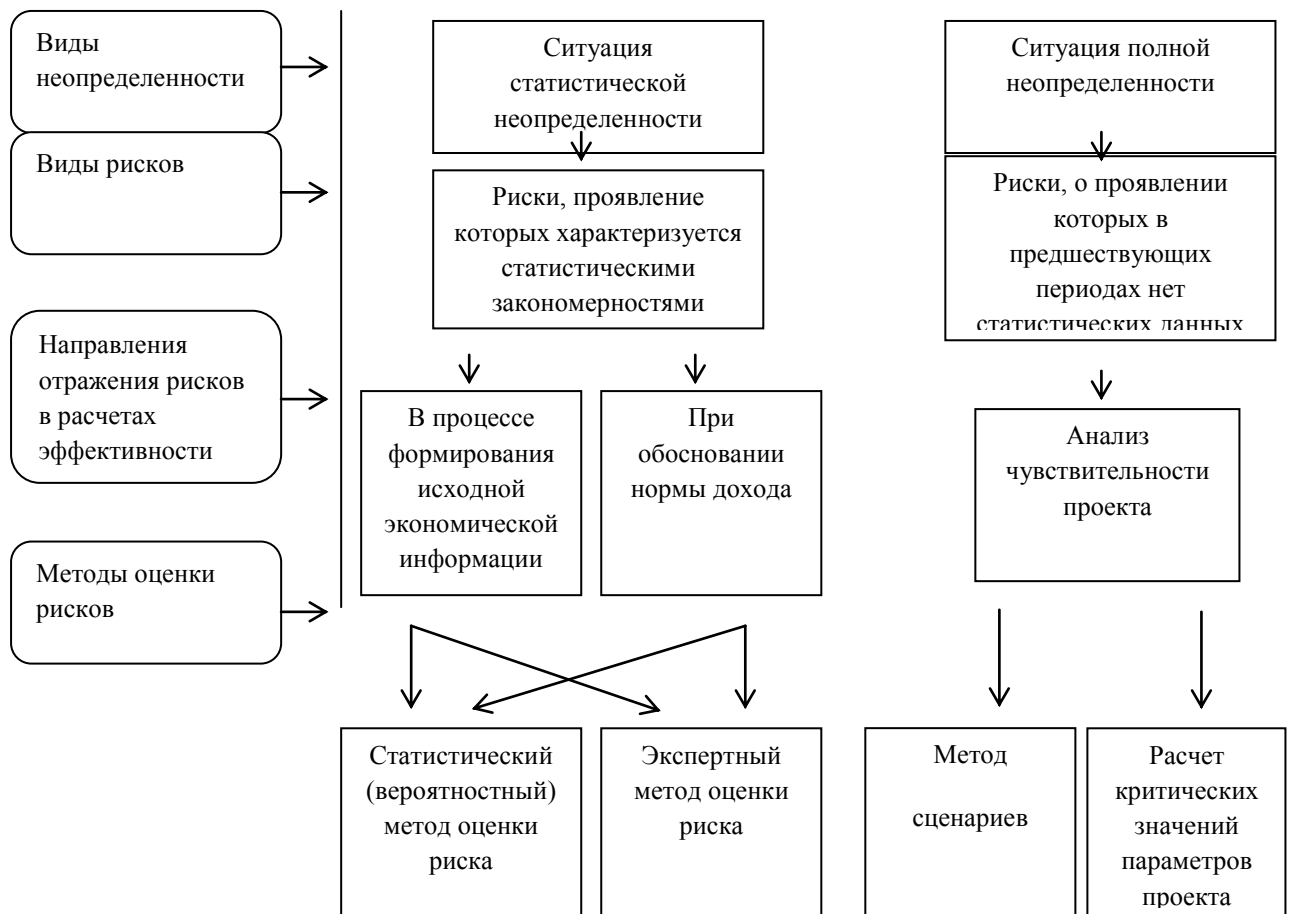 Виды
неопределенности
Виды рисков
Направления
отражения рисков
в расчетах
эффективности
Методы оценки
рисков
Ситуация
статистической
неопределенности
Ситуация полной
неопределенности
Риски, проявление
которых характеризуется
статистическими
закономерностями
Риски, о проявлении
которых в
предшествующих
периодах нет
статистических данных
В процессе
формирования
исходной
экономической
информации
При
обосновании
нормы дохода
Анализ
чувствительности
проекта
Статистический
(вероятностный)
метод оценки
риска
Экспертный
метод оценки
риска
Метод
сценариев
Расчет
критических
значений
параметров
проекта